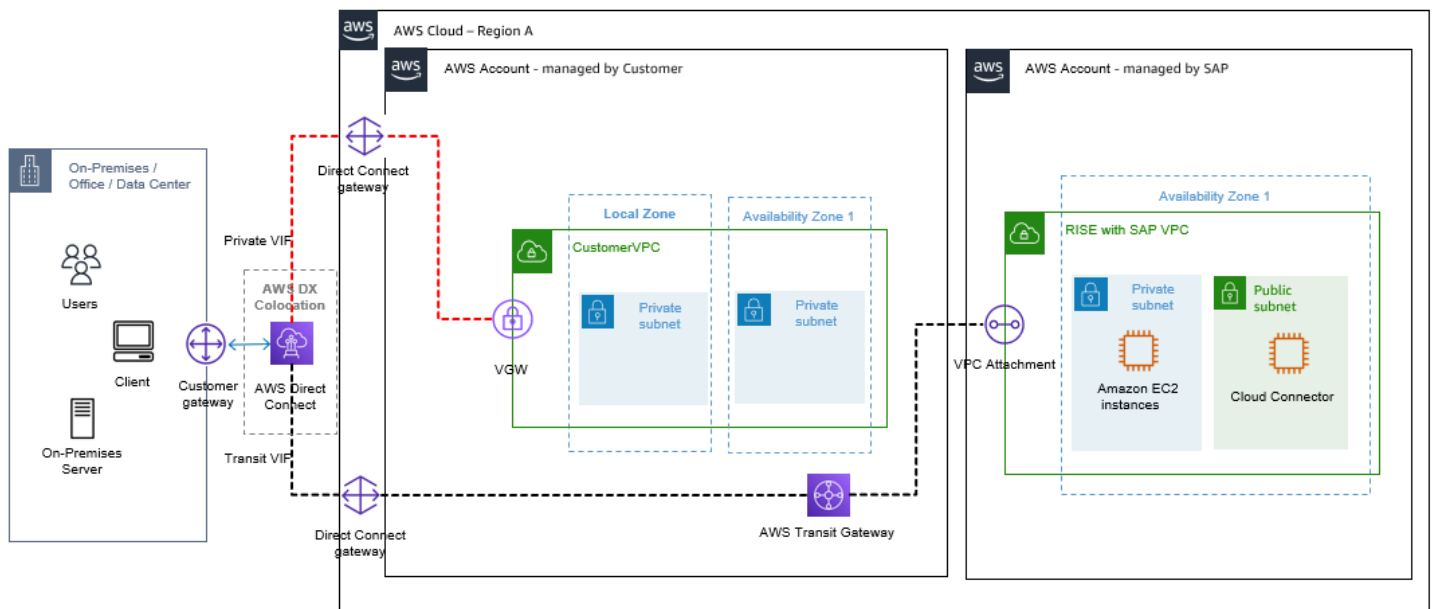 aws
AWS Cloud – Region A
aws
AWS Account - managed by Customer
aws
AWS Account - managed by SAP
On-Premises /
Office / Data Center
Users
Client
On-Premises
Server
Customer
gateway
Private VIF
AWS DX
Colocation
AWS Direct
Connect
Transit VIF
Direct Connect
gateway
Direct Connect
gateway
Local Zone
Availability Zone 1
CustomerVPC
Private
subnet
Private
subnet
VGW
AWS Transit Gateway
VPC Attachment
Availability Zone 1
RISE with SAP VPC
Private
subnet
Amazon EC2
instances
Public
subnet
Cloud Connector